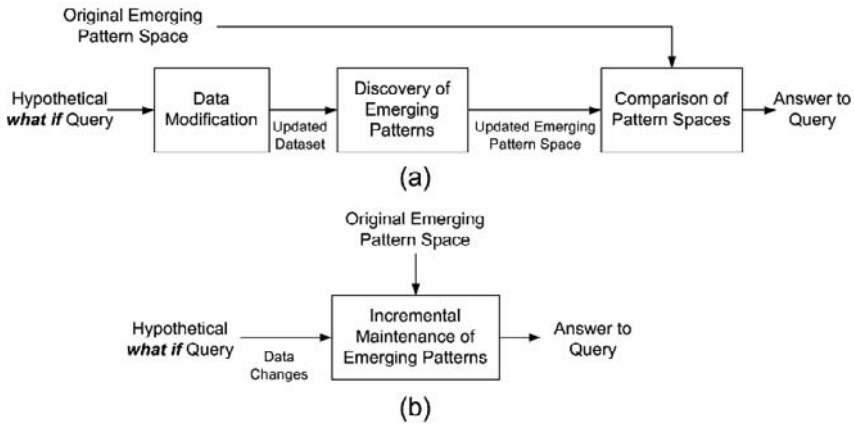 Original Emerging
Pattern Space
Hypothetical
what if Query
Data
Modification
Updated
Dataset
Discovery of
Emerging
Patterns
Updated Emerging
Pattern Space
Comparison of
Pattern Spaces
Answer to
Query
(a)
Original Emerging
Pattern Space
Hypothetical
what if Query
Data
Changes
Incremental
Maintenance of
Emerging Patterns
Answer to
Query
(b)